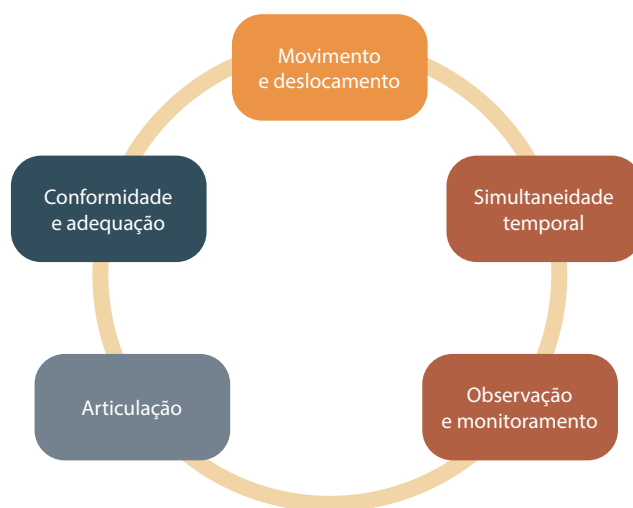 Movimento
e deslocamento
Conformidade
e adequação
Simultaneidade
temporal
Articulação
Observação
e monitoramento